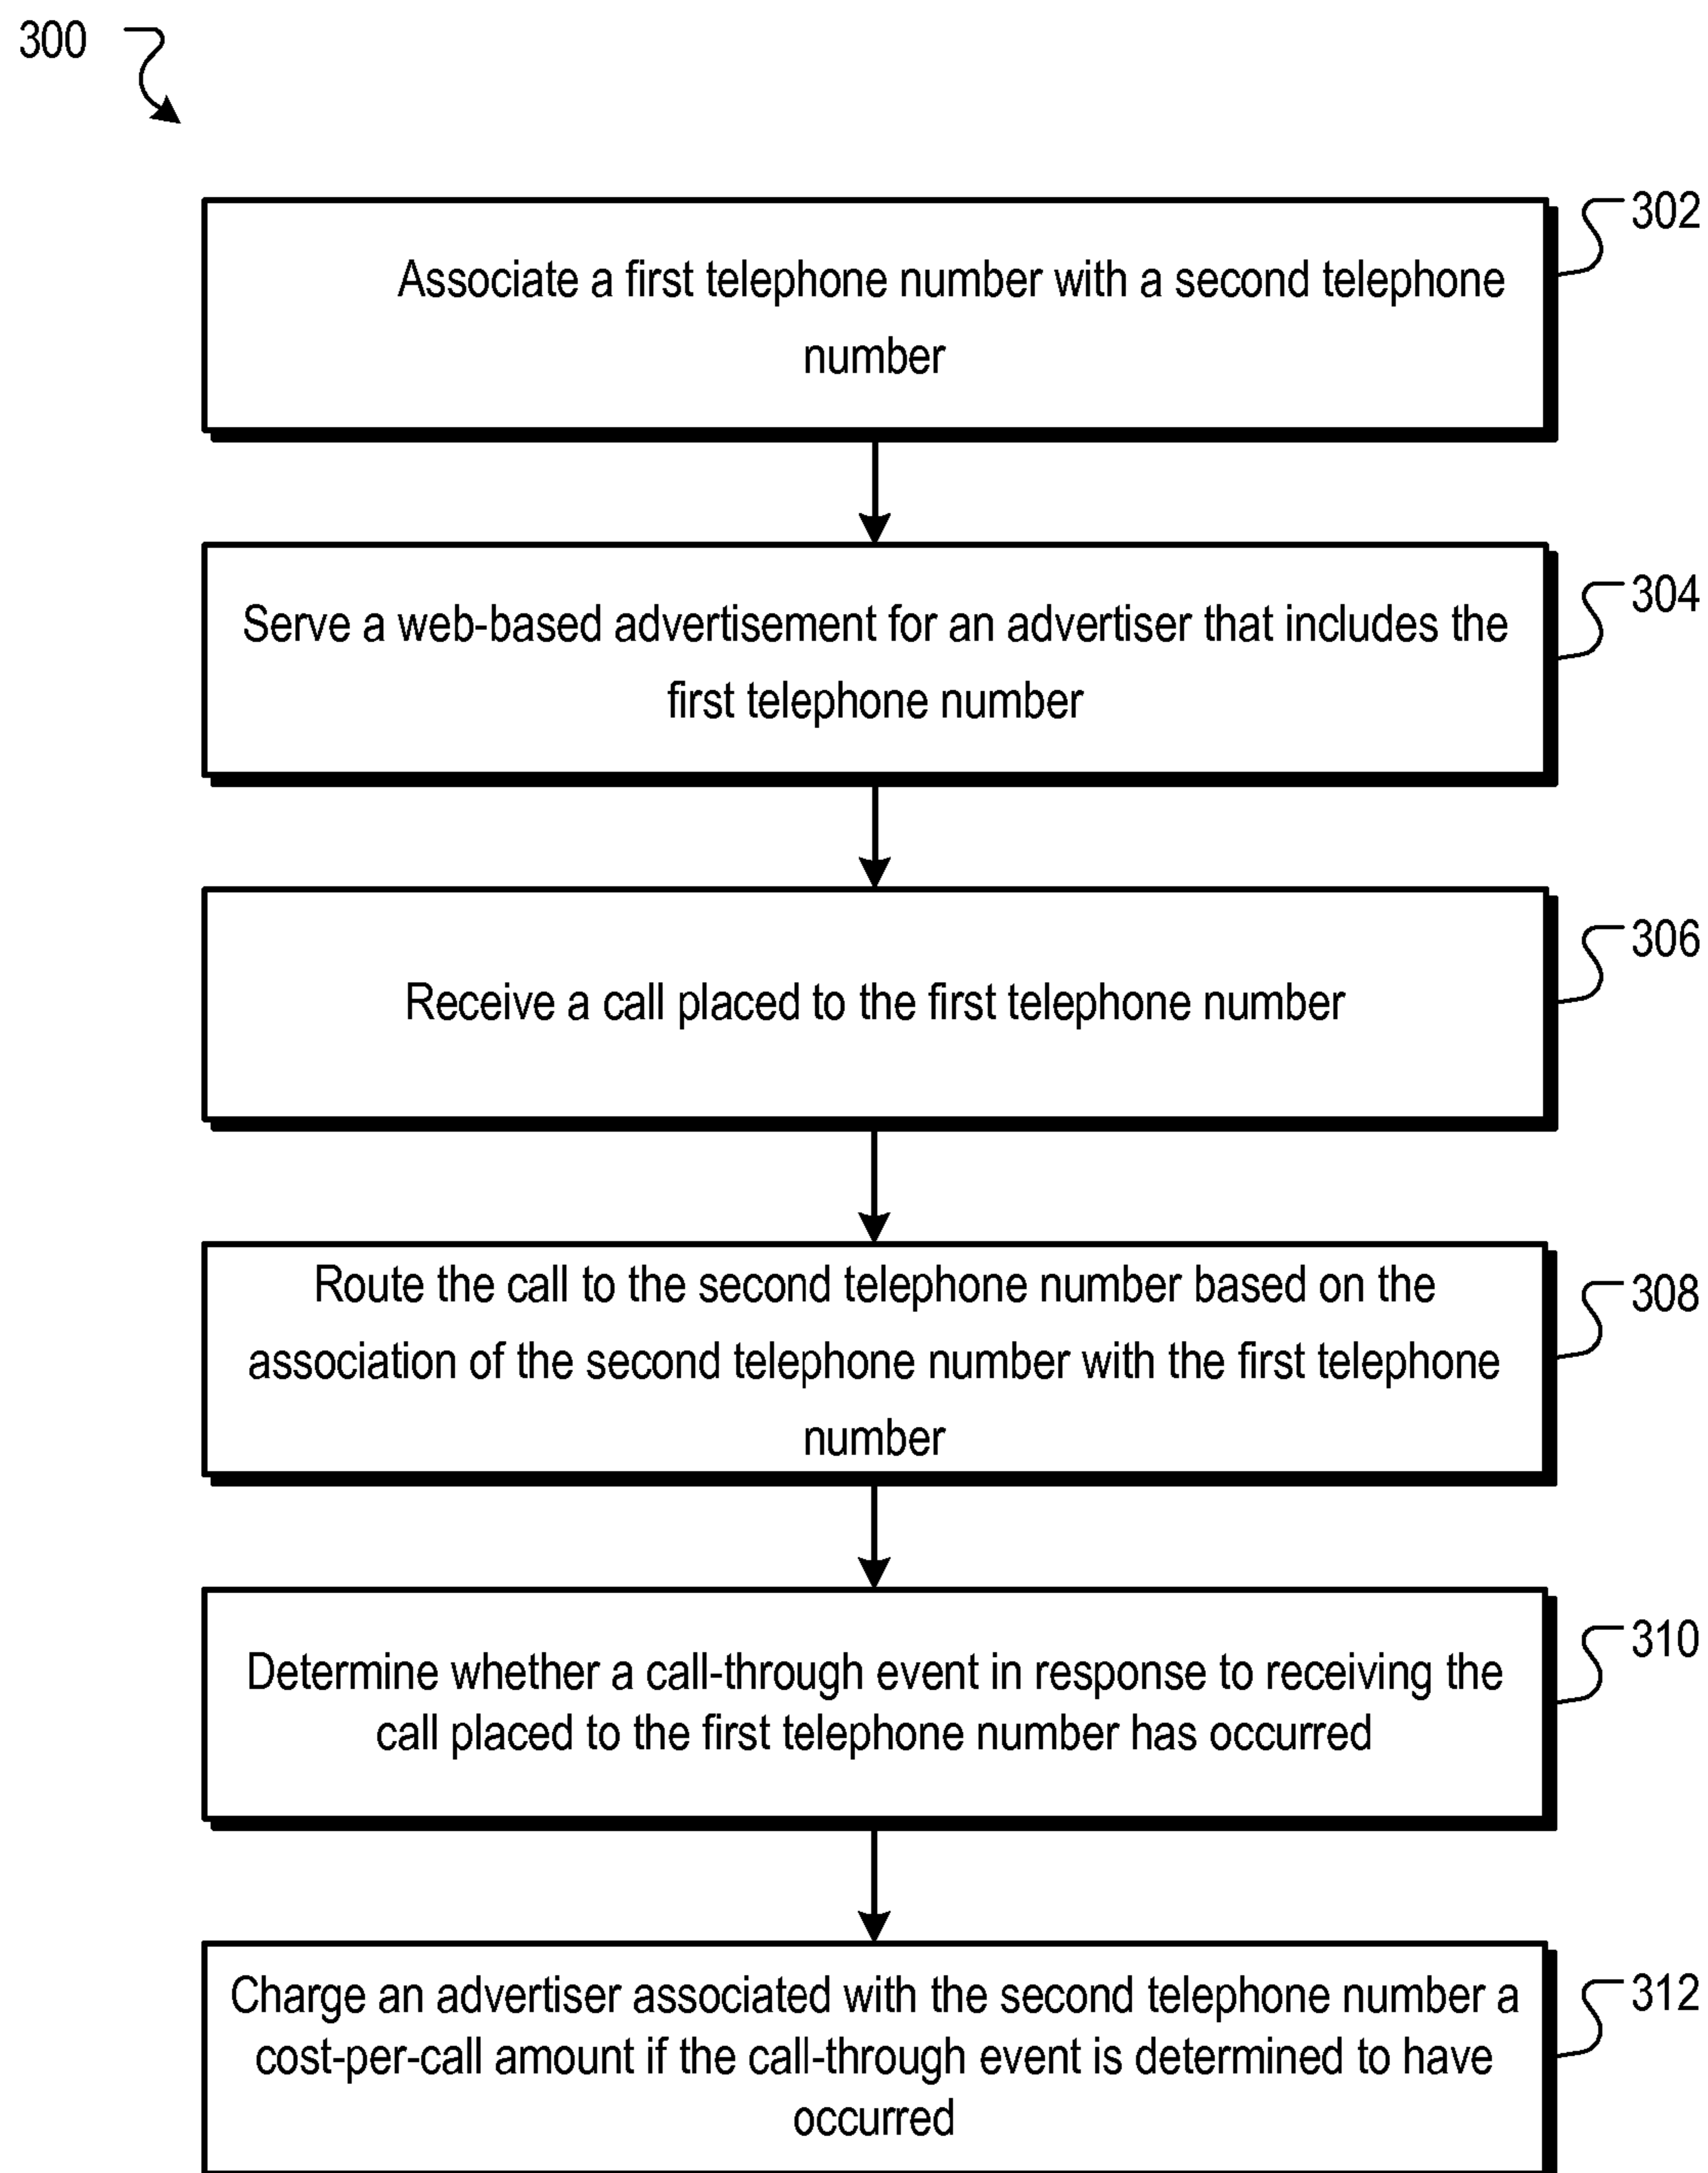 300
302
Associate a first telephone number with a second telephone
number
304
Serve a web-based advertisement for an advertiser that includes the
first telephone number
306
Receive a call placed to the first telephone number
308
Route the call to the second telephone number based on the
association of the second telephone number with the first telephone
number
310
Determine whether a call-through event in response to receiving the
call placed to the first telephone number has occurred
312
Charge an advertiser associated with the second telephone number a
cost-per-call amount if the call-through event is determined to have
occurred